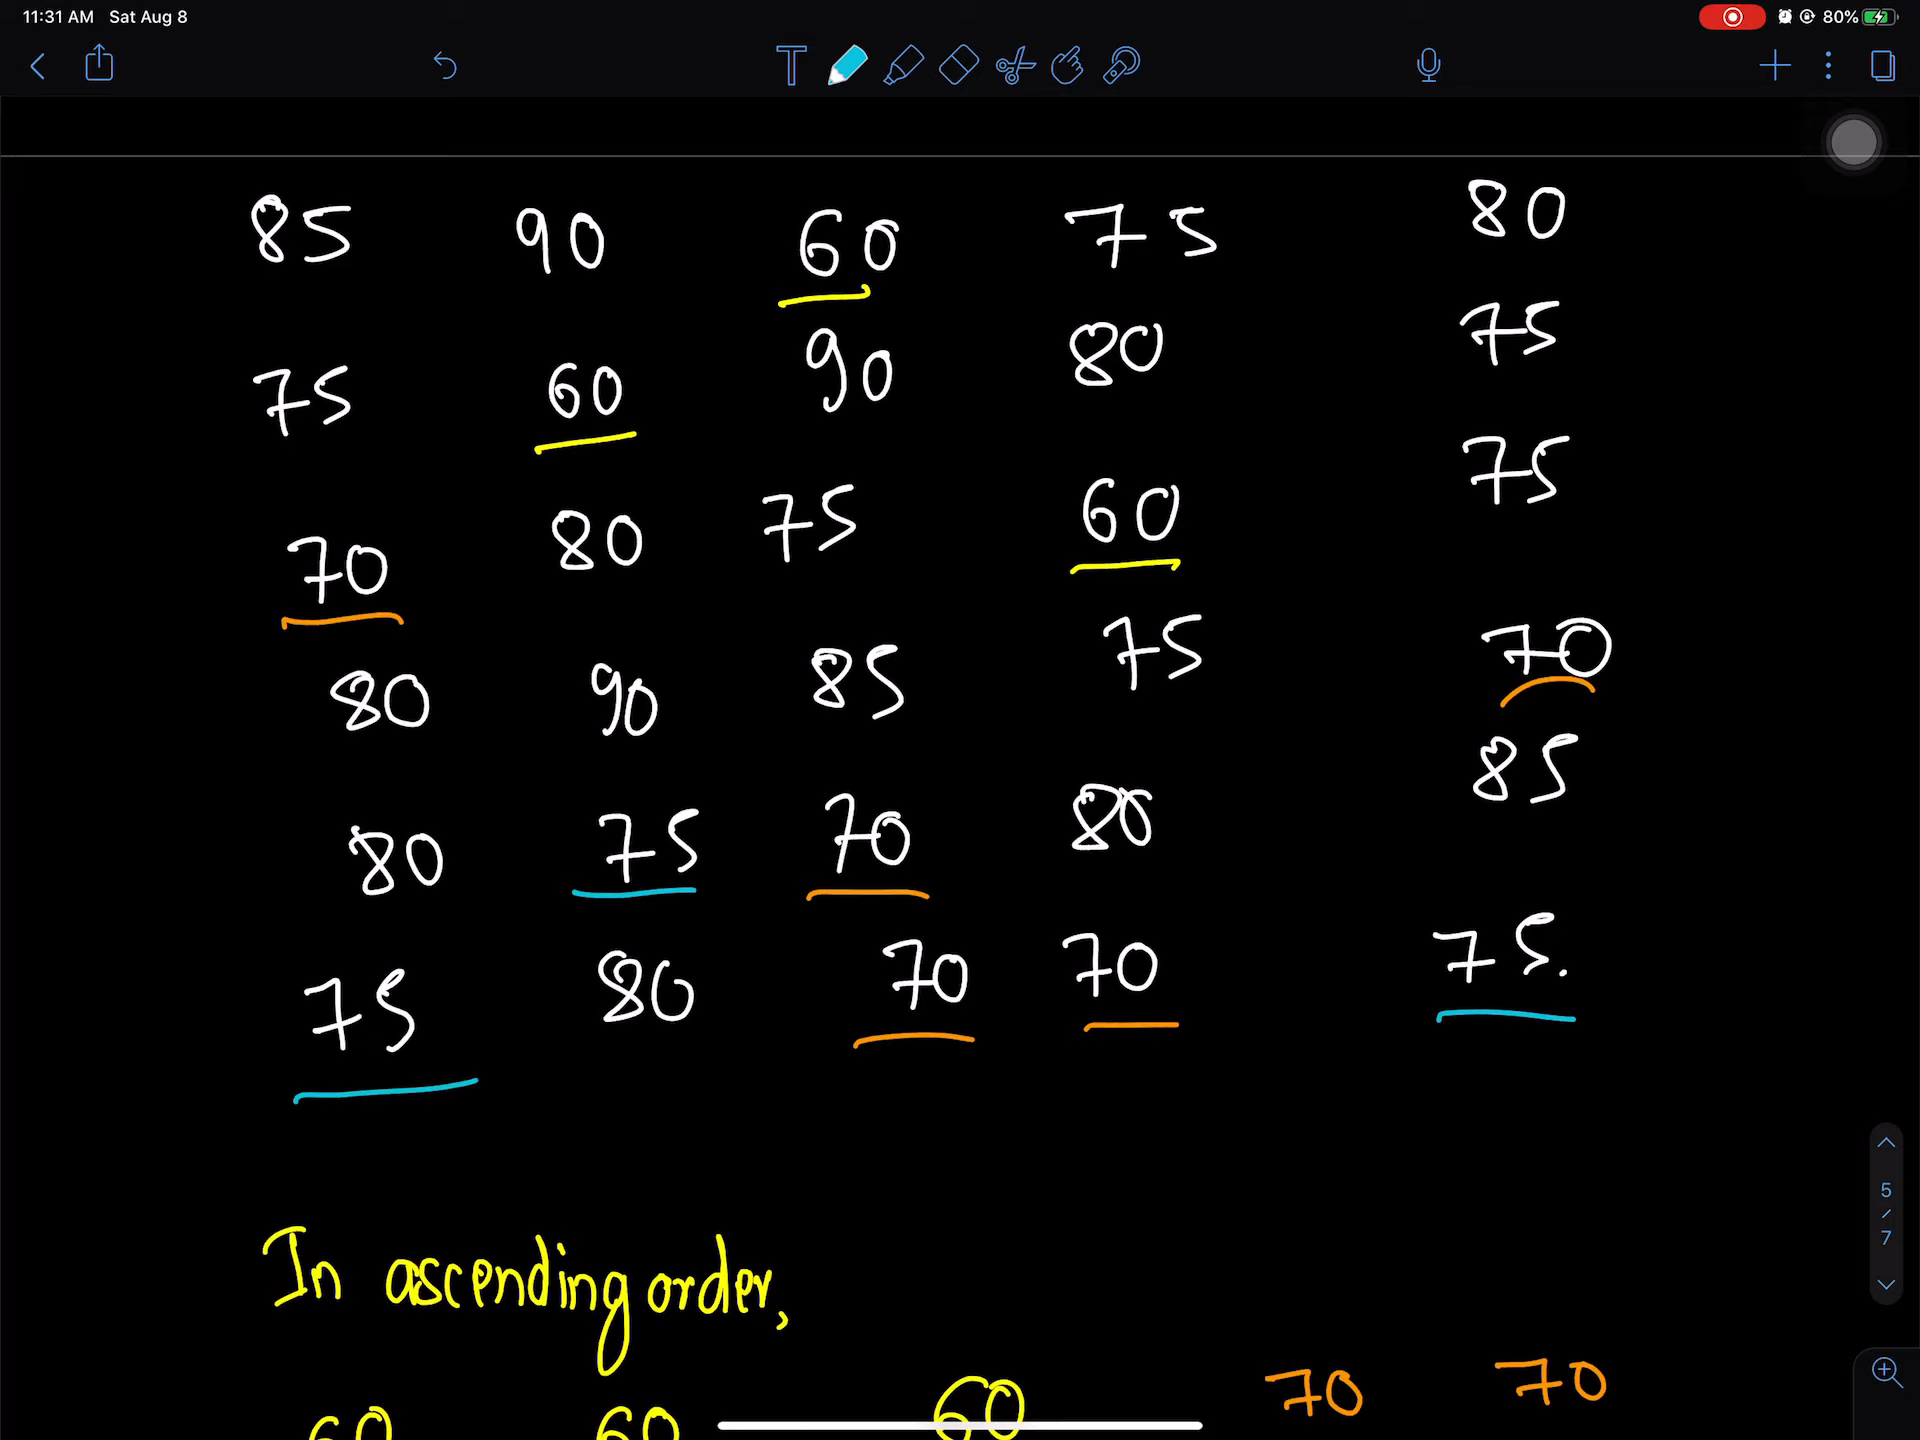 11:31 AM Sat Aug 8 80%
T
85 90 60 75 80
75 60 90 80 75
70 80 75 60 75
80 90 85 75 70
80 75 70 80 85
75 80 70 70 75.
5
/
7
In ascending order,
60 60 60 70 70